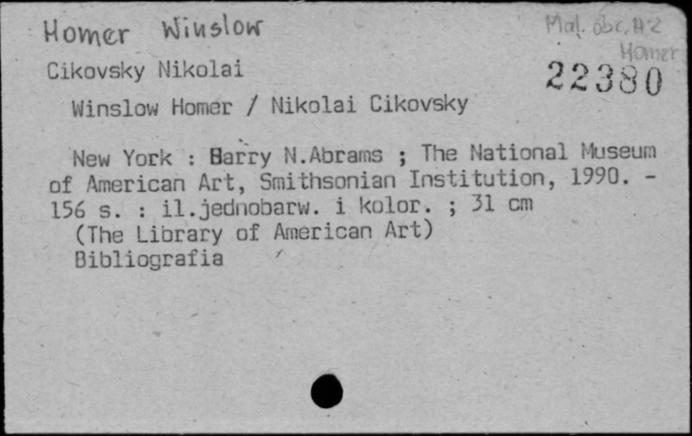 Homer Winslow
Mal. obc. A2
Homer
Cikovsky Nikolai
22380
Winslow Homer / Nikolai Cikovsky
New York : Barry N.Abrams ; The National Museum
of American Art, Smithsonian Institution, 1990. -
156 s. : il.jednobarw. i kolor. ; 31 cm
(The Library of American Art)
Bibliografia